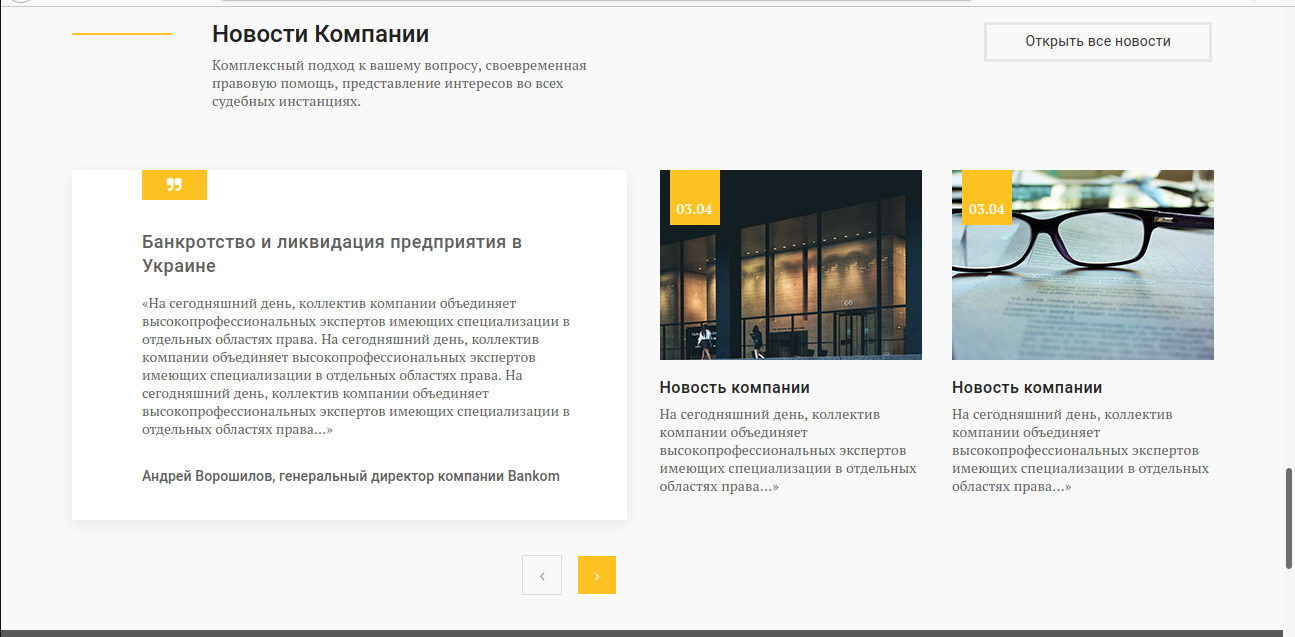 Новости Компании
Комплексный подход к вашему вопросу, своевременная
правовую помощь, представление интересов во всех
судебных инстанциях.
Открыть все новости
Банкротство и ликвидация предприятия в
Украине
«На сегодняшний день, коллектив компании объединяет
высокопрофессиональных экспертов имеющих специализации в
отдельных областях права. На сегодняшний день, коллектив
компании объединяет высокопрофессиональных экспертов
имеющих специализации в отдельных областях права. На
сегодняшний день, коллектив компании объединяет
высокопрофессиональных экспертов имеющих специализации в
отдельных областях права...»
Андрей Ворошилов, генеральный директор компании Bankom
03.04
Новость компании
На сегодняшний день, коллектив
компании объединяет
высокопрофессиональных экспертов
имеющих специализации в отдельных
областях права...»
03.04
Новость компании
На сегодняшний день, коллектив
компании объединяет
высокопрофессиональных экспертов
имеющих специализации в отдельных
областях права...»